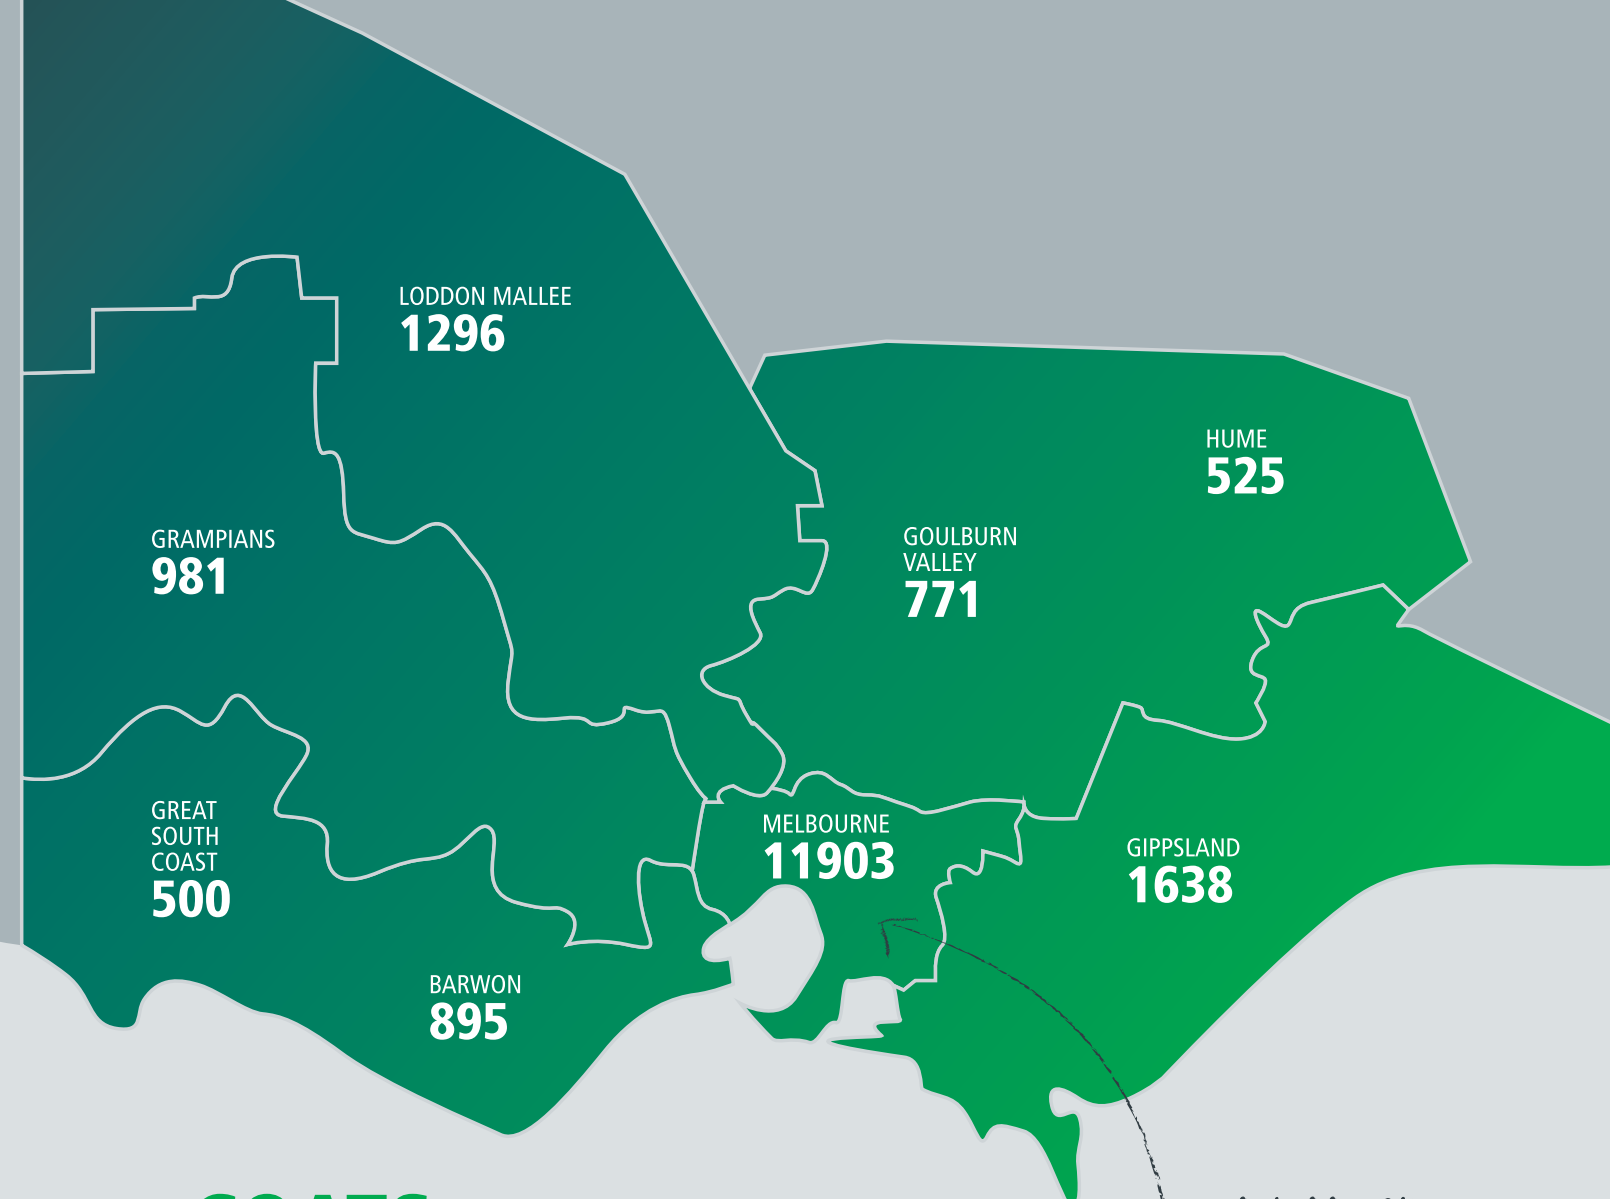 LODDON MALLEE
1296
HUME
525
GRAMPIANS
981
GOULBURN
VALLEY
771
GREAT
SOUTH
COAST
500
MELBOURNE
11903
GIPPSLAND
1638
BARWON
895